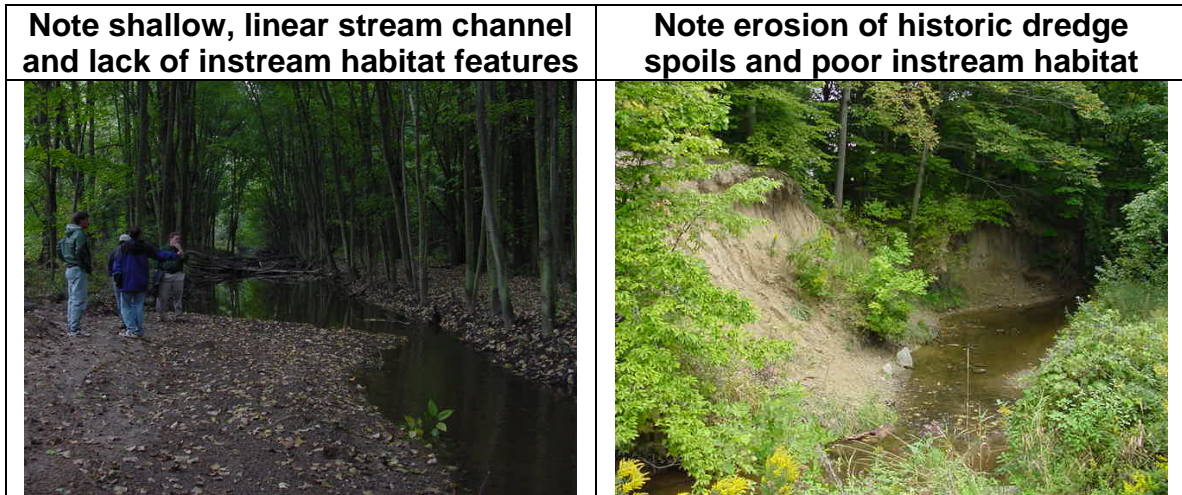 Note shallow, linear stream channel
and lack of instream habitat features
Note erosion of historic dredge
spoils and poor instream habitat